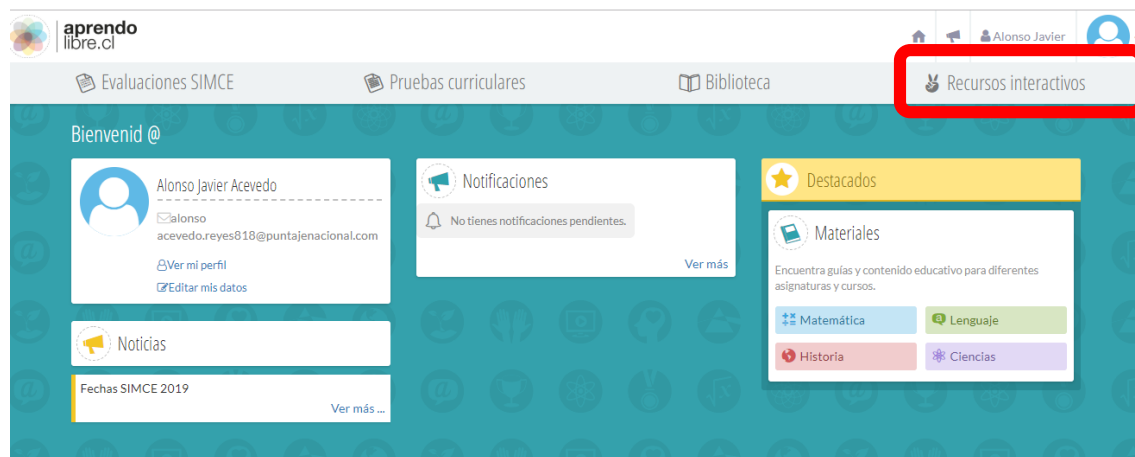 aprendo
libre.cl
Alonso Javier
Evaluaciones SIMCE
Pruebas curriculares
Biblioteca
Recursos interactivos
Bienvenid @
Alonso Javier Acevedo
alonso
acevedo.reyes818@puntajenacional.com
Ver mi perfil
Editar mis datos
Noticias
Fechas SIMCE 2019
Ver más ...
Notificaciones
No tienes notificaciones pendientes.
Ver más
Destacados
Materiales
Encuentra guías y contenido educativo para diferentes
asignaturas y cursos.
Matemática
Lenguaje
Historia
Ciencias